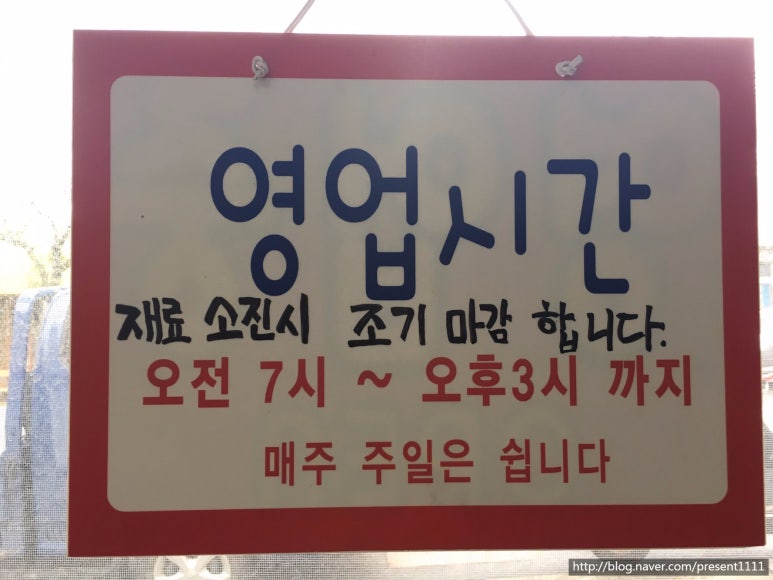 영업시간
재료 소진시 조기 마감 합니다.
오전 7시 ~ 오후3시 까지
매주 주일은 쉽니다
http://blog.naver.com/present1111